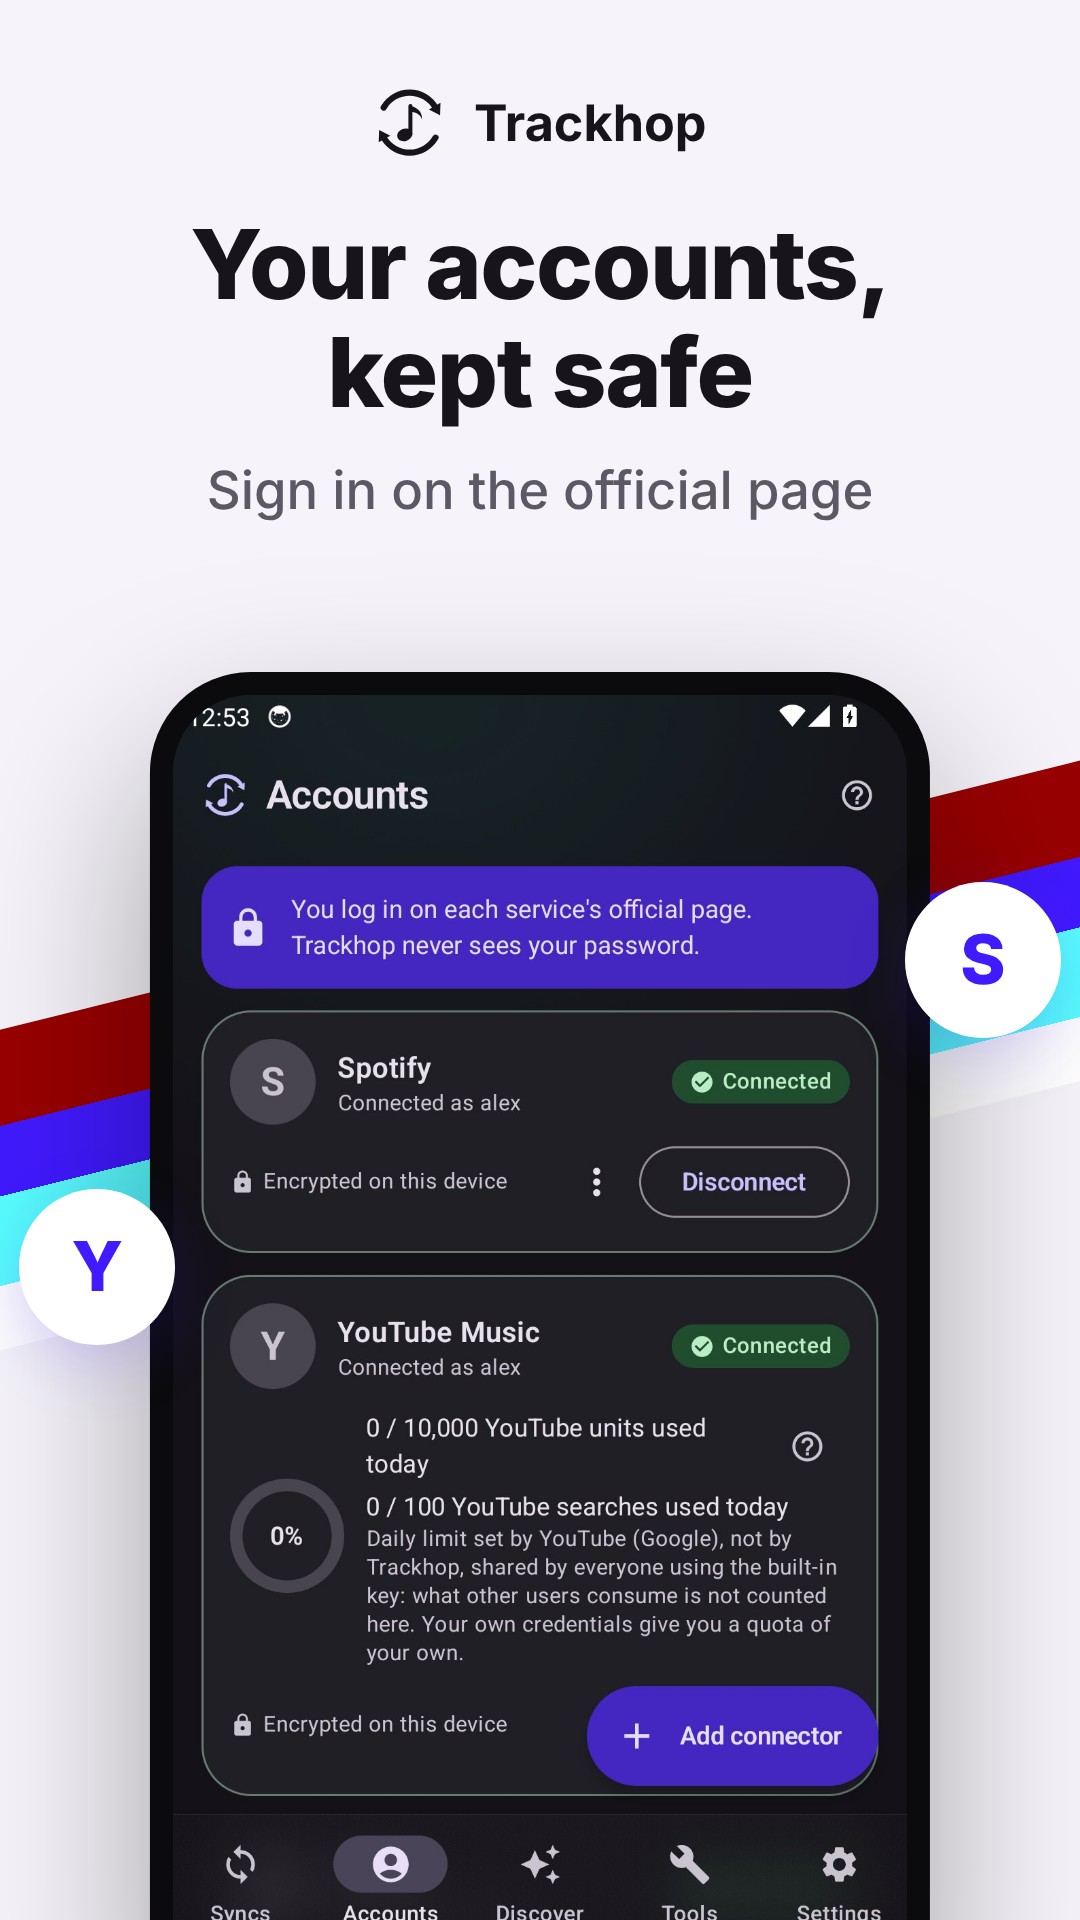 Trackhop
Your accounts,
kept safe
Sign in on the official page
12:53
Accounts
You log in on each service's official page.
Trackhop never sees your password.
S
S
Spotify
Connected as alex
Connected
Encrypted on this device
Disconnect
Y
Y
YouTube Music
Connected as alex
Connected
0 / 10,000 YouTube units used
today
0 / 100 YouTube searches used today
0%
Daily limit set by YouTube (Google), not by
Trackhop, shared by everyone using the built-in
key: what other users consume is not counted
here. Your own credentials give you a quota of
your own.
Encrypted on this device
Add connector
Syncs
Accounts
Discover
Tools
Settings